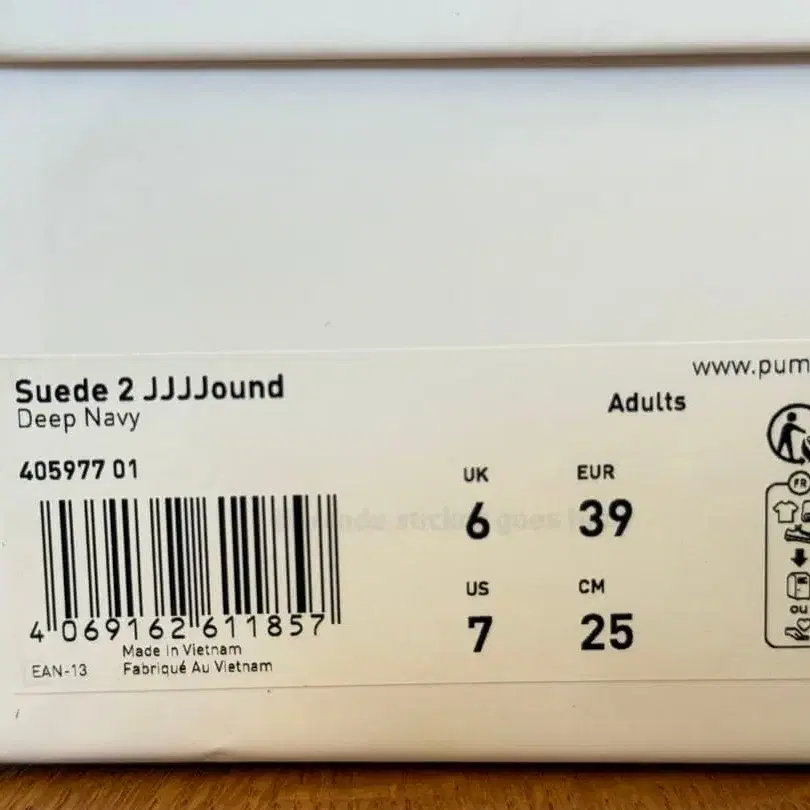 www.pum
Suede 2 JJJJound
Deep Navy
Adults
405977 01
UK
EUR
6
39
US
CM
7
25
4 069162 611857
EAN-13
Made in Vietnam
Fabriqué Au Vietnam
FR
OU